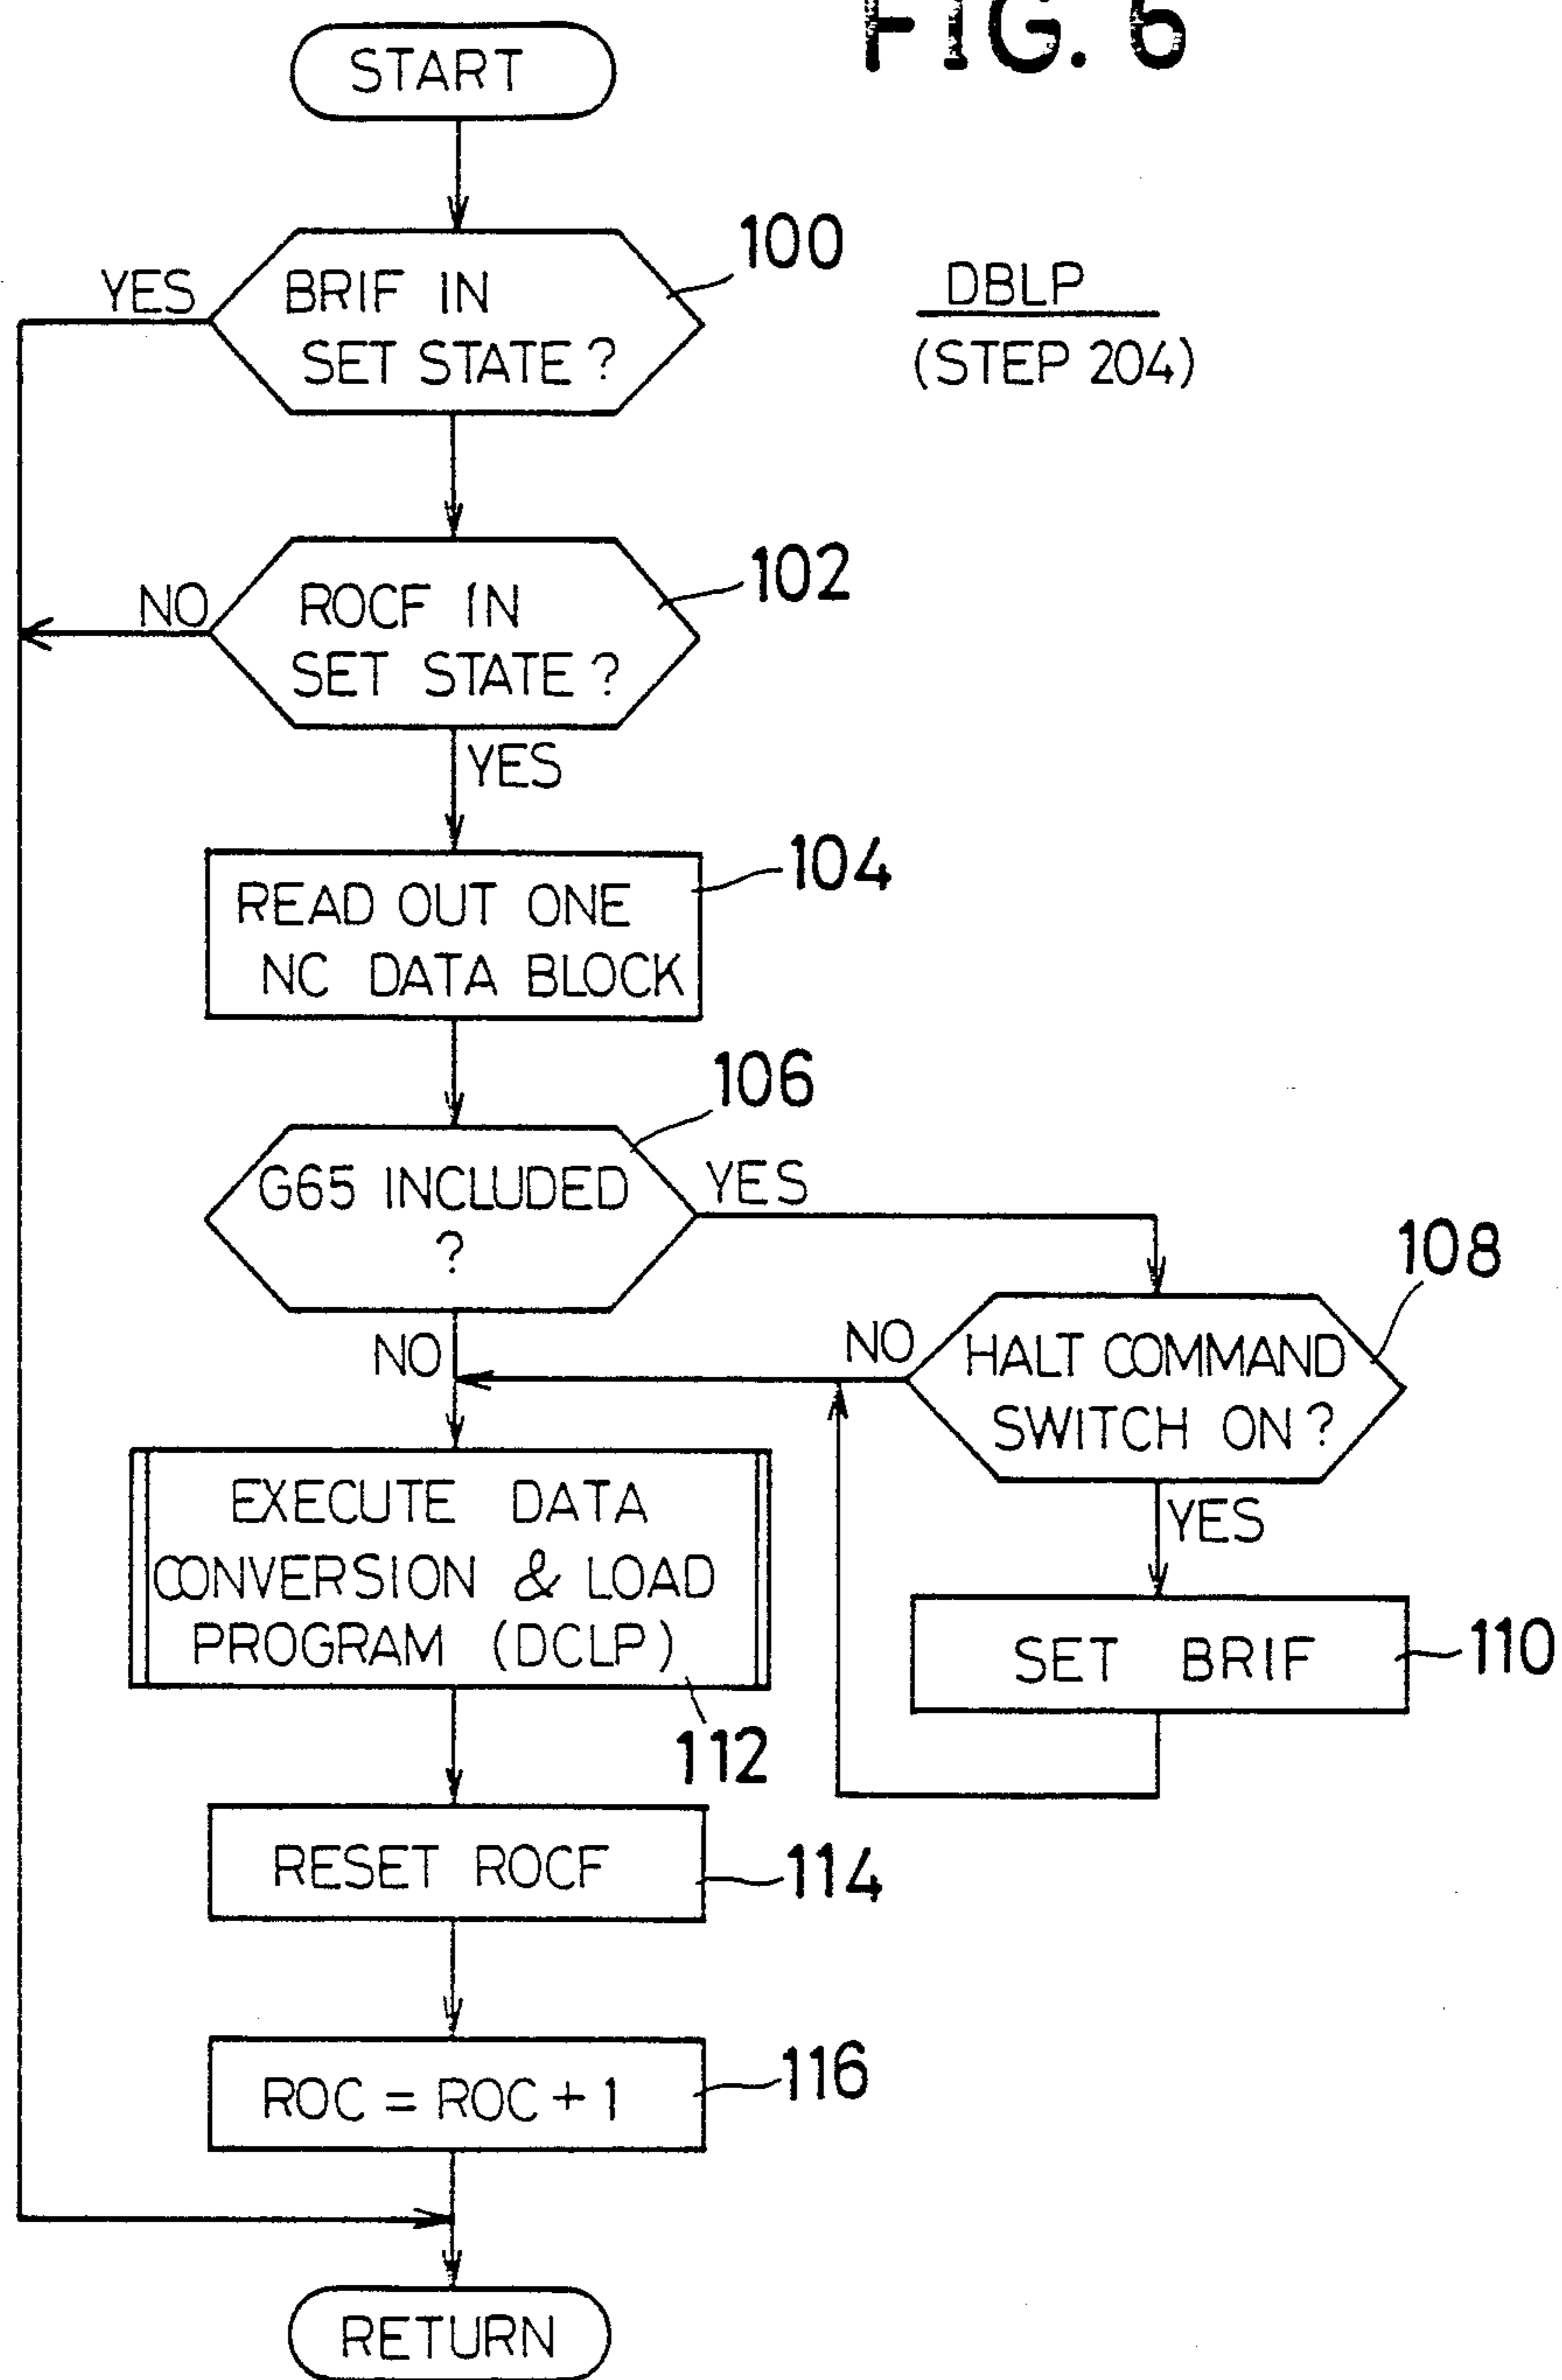 FIG. 6
START
100
YES
BRIF IN
SET STATE ?
DBLP
(STEP 204)
102
NO
ROCF IN
SET STATE ?
YES
104
READ OUT ONE
NC DATA BLOCK
106
G65 INCLUDED
?
YES
108
NO
NO
HALT COMMAND
SWITCH ON ?
YES
EXECUTE DATA
CONVERSION & LOAD
PROGRAM (DCLP)
SET BRIF
110
112
RESET ROCF
114
ROC = ROC + 1
116
RETURN